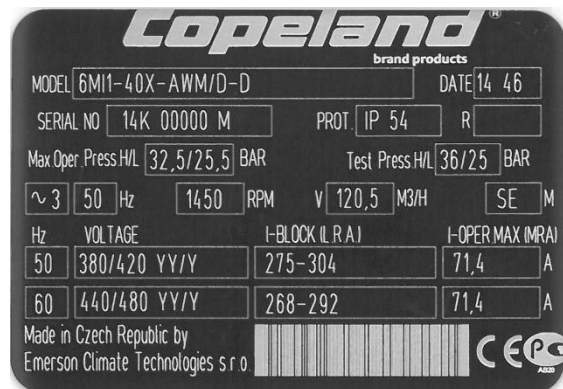 Copeland®
brand products
MODEL 6MI1-40X-AWM/D-D DATE 14 46
SERIAL NO 14K 00000 M PROT. IP 54 R
Max.Oper.Press.H/L 32,5/25,5 BAR Test Press.H/L 36/25 BAR
~ 3 50 Hz 1450 RPM V 120,5 M3/H SE M
Hz VOLTAGE I-BLOCK (L.R.A.) I-OPER.MAX (MRA)
50 380/420 YY/Y 275-304 71,4 A
60 440/480 YY/Y 268-292 71,4 A
Made in Czech Republic by
Emerson Climate Technologies s r.o.
CE PG
AB28